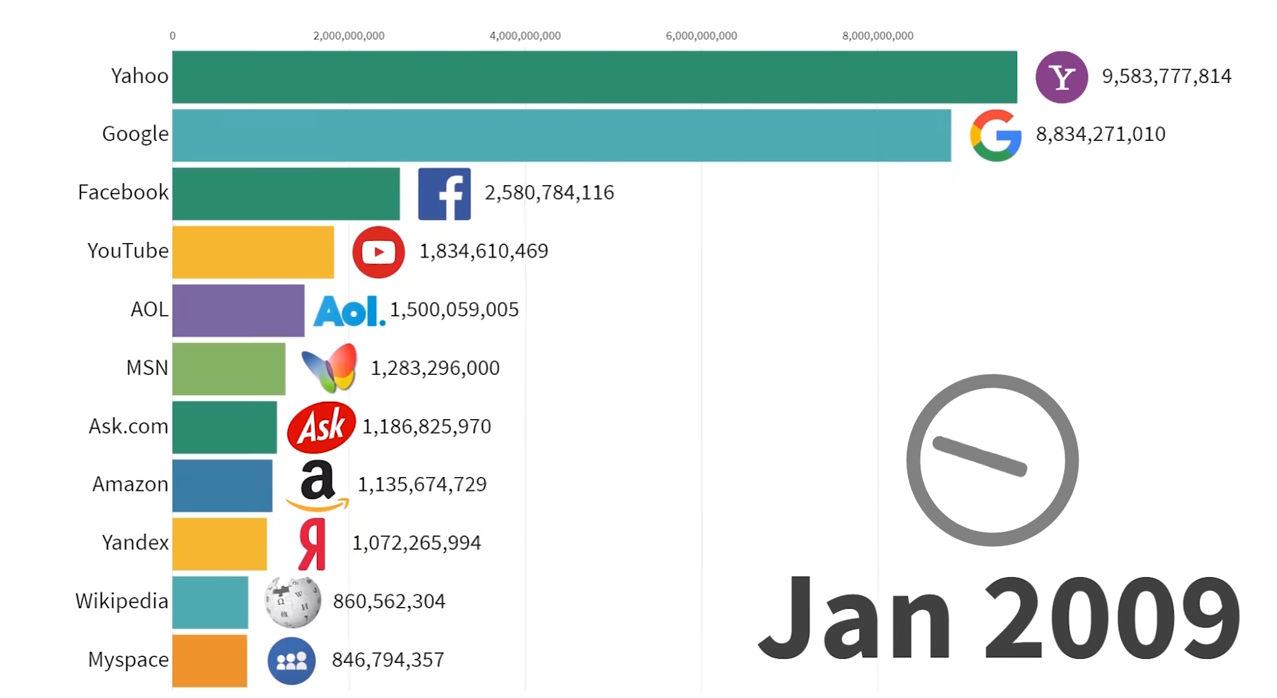 0 2,000,000,000 4,000,000,000 6,000,000,000 8,000,000,000
Yahoo Y 9,583,777,814
Google G 8,834,271,010
Facebook f 2,580,784,116
YouTube 1,834,610,469
AOL Aol. 1,500,059,005
MSN 1,283,296,000
Ask.com Ask 1,186,825,970
Amazon a 1,135,674,729
Yandex Я 1,072,265,994
Wikipedia Ω W И 860,562,304
Myspace 846,794,357
Jan 2009